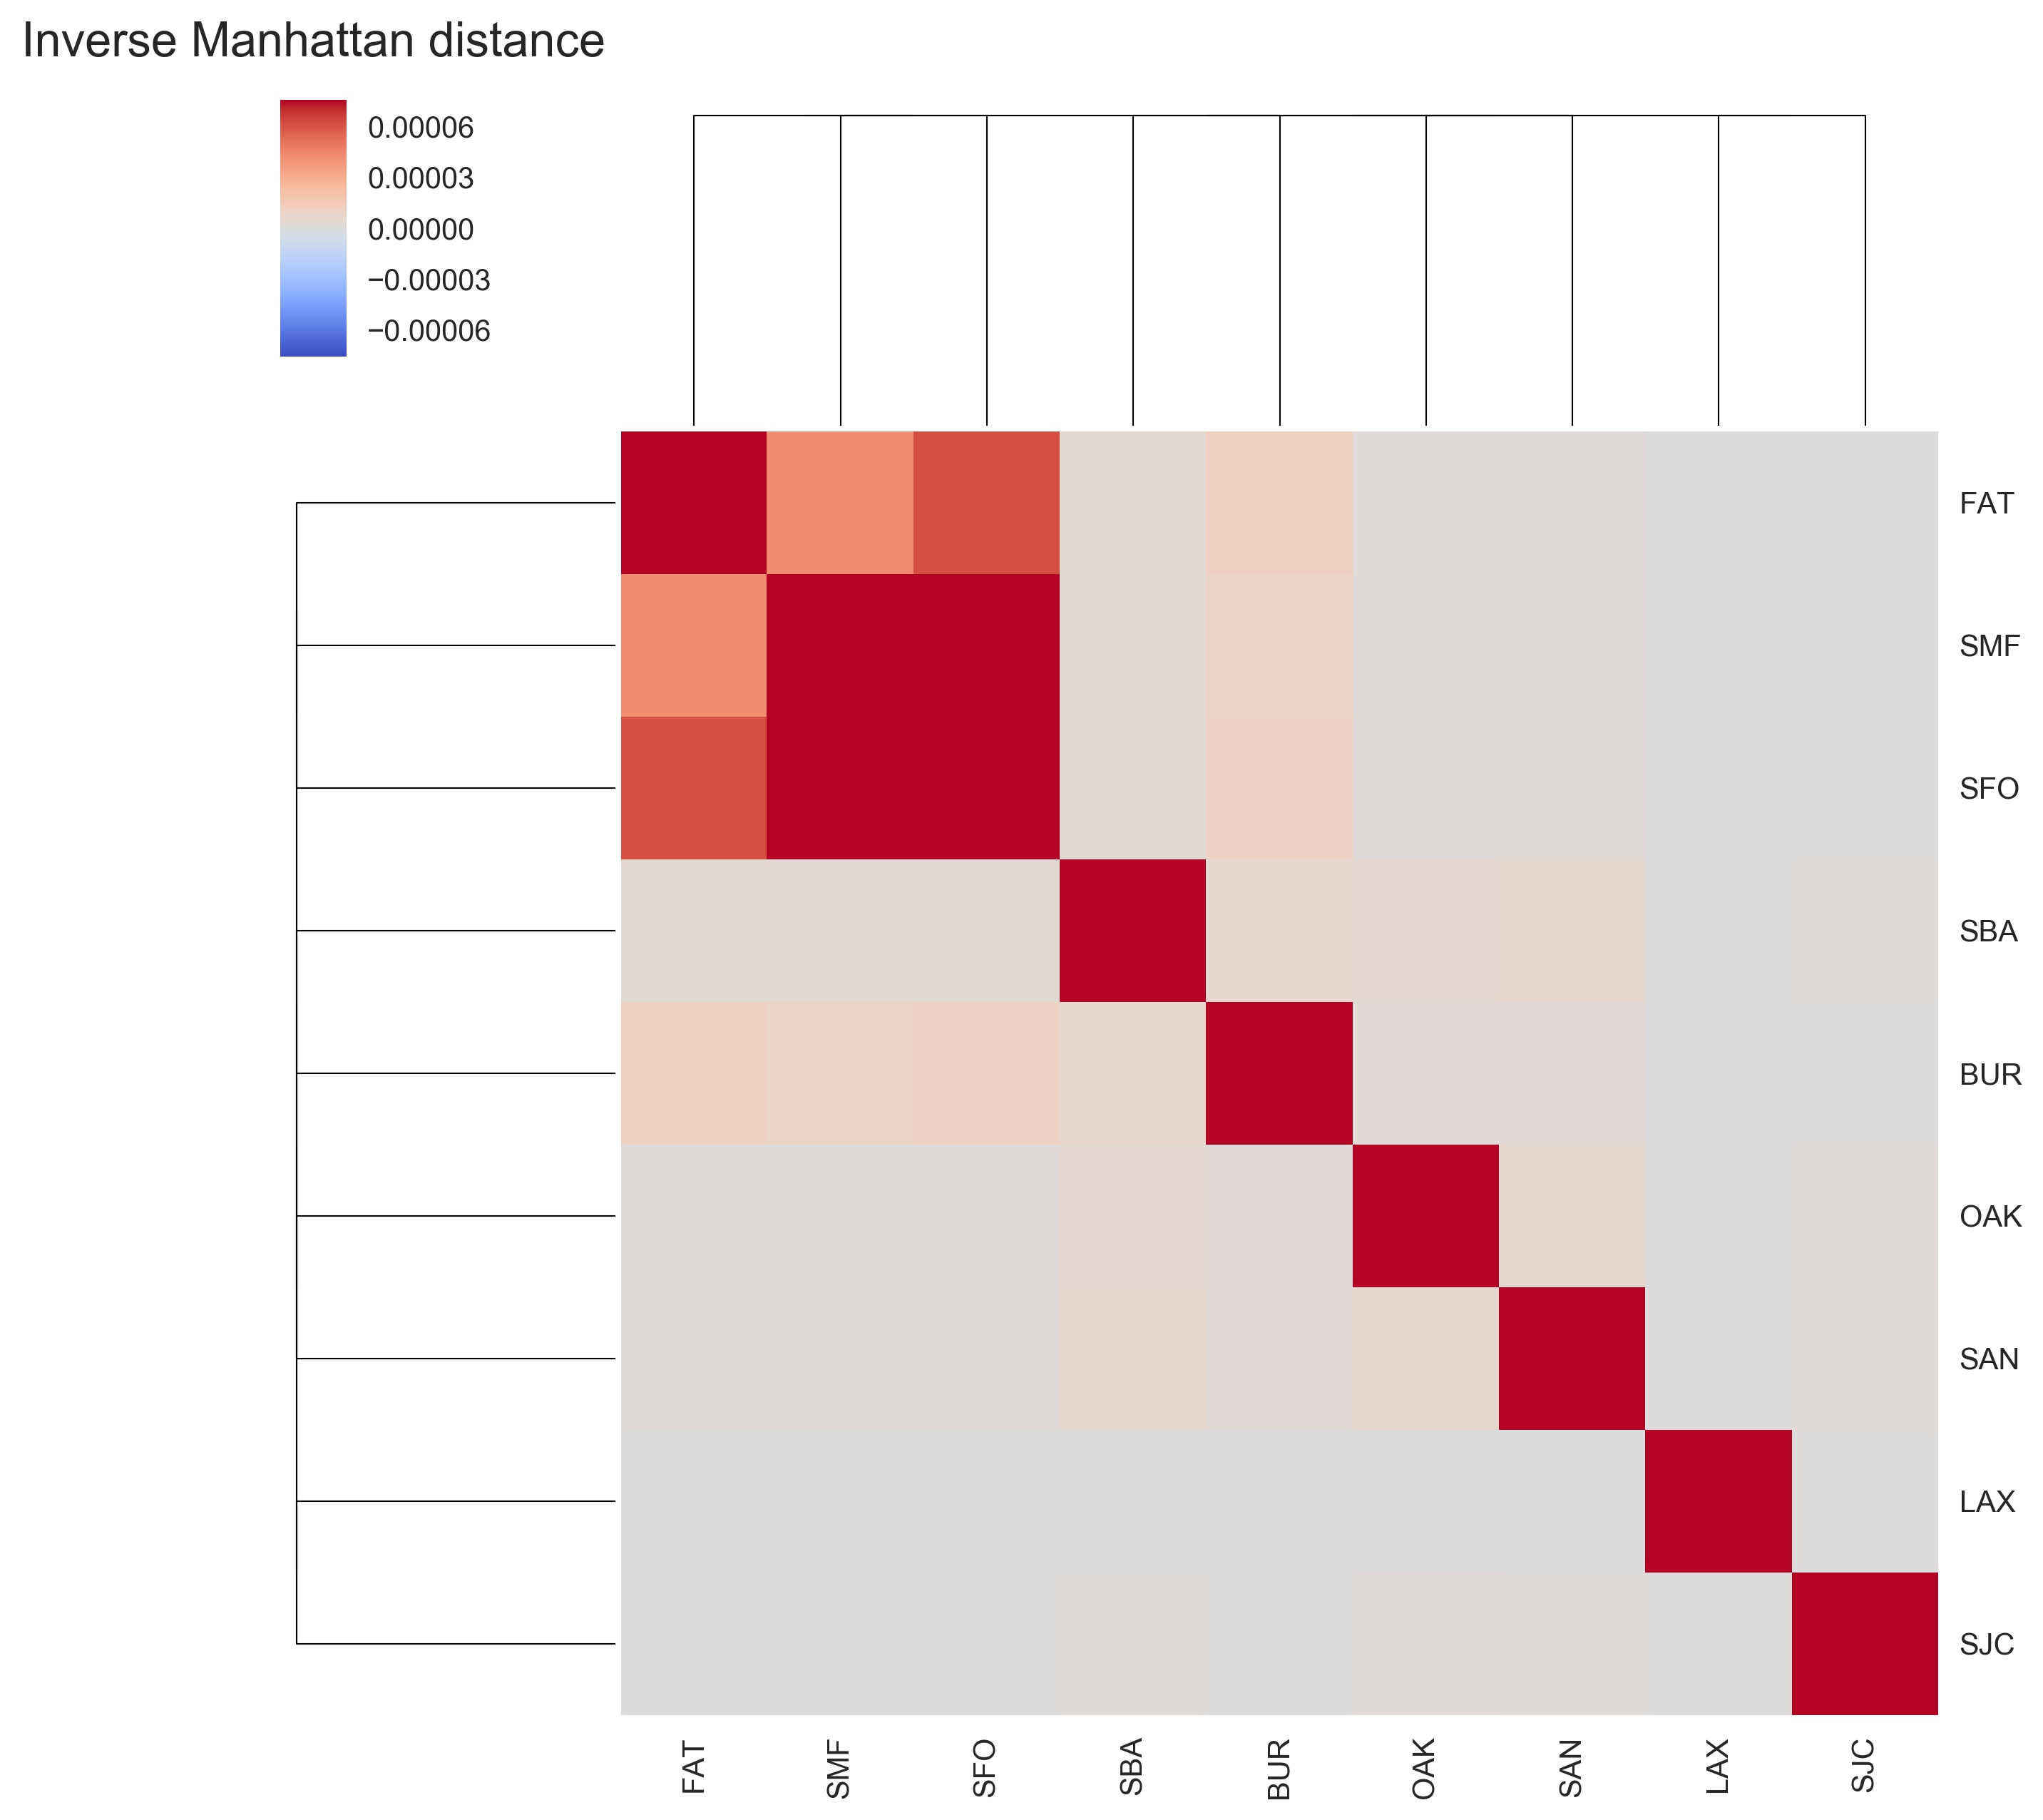 Inverse Manhattan distance
0.00006
0.00003
0.00000
−0.00003
−0.00006
FAT
SMF
SFO
SBA
BUR
OAK
SAN
LAX
SJC
FAT
SMF
SFO
SBA
BUR
OAK
SAN
LAX
SJC